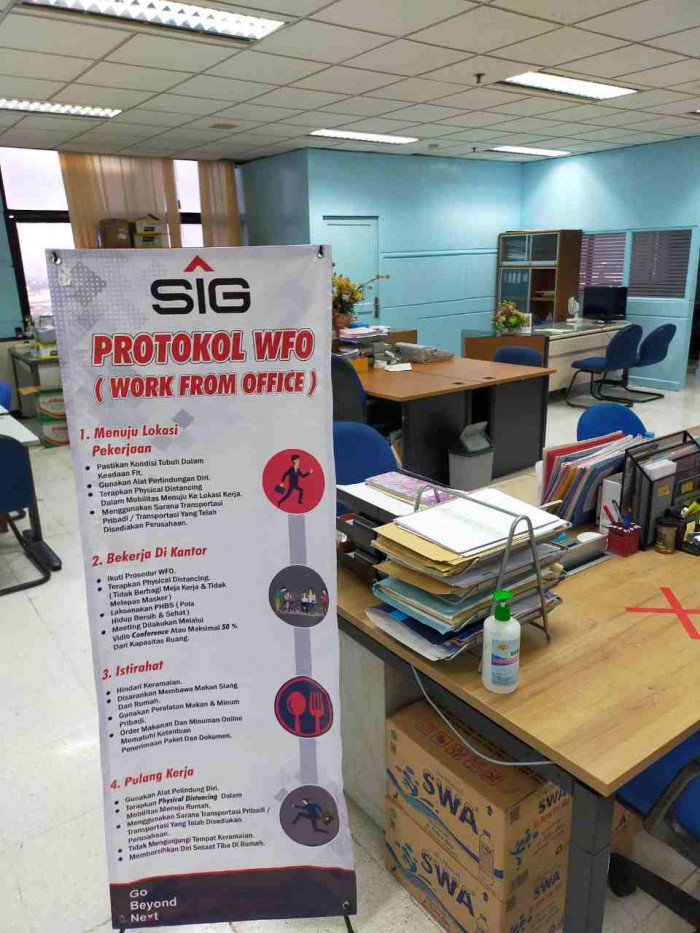 SIG
PROTOKOL WFO
( WORK FROM OFFICE )
1. Menuju Lokasi
Pekerjaan
Pastikan Kondisi Tubuh Dalam
Keadaan Fit.
Gunakan Alat Pertindungan Diri.
Terapkan Physical Distancing
Dalam Mobilitas Menuju Ke Lokasi Kerja.
Menggunakan Sarana Transportasi
Pribadi / Transportasi Yang Telah
Disediakan Perusahaan.
2. Bekerja Di Kantor
Ikuti Prosedur WFO.
Terapkan Physical Distancing.
(Tidak Berbagi Meja Kerja & Tidak
Melepas Masker)
Laksanakan PHBS ( Pola
Hidup Bersih & Sehat )
Meeting Dilakukan Melalui
Vidio Conference Atau Maksimal 50 %
Dari Kapasitas Ruang.
3. Istirahat
Hindari Keramaian.
Disarankan Membawa Makan Siang
Dari Rumah.
Gunakan Peralatan Makan & Minum
Pribadi.
Order Makanan Dan Minuman Online
Mematuhi Ketentuan
Penerimaan Paket Dan Dokumen.
4. Pulang Kerja
Gunakan Alat Pelindung Diri.
Terapkan Physical Distancing Dalam
Mobilitas Menuju Rumah.
Menggunakan Sarana Transportasi Pribadi /
Transportasi Yang Telah Disediakan
Perusahaan.
Tidak Mengunjungi Tempat Keramaian.
Membersihkan Diri Sesaat Tiba Di Rumah.
Go
Beyond
Next
SWA
SWA
SWA
SWA